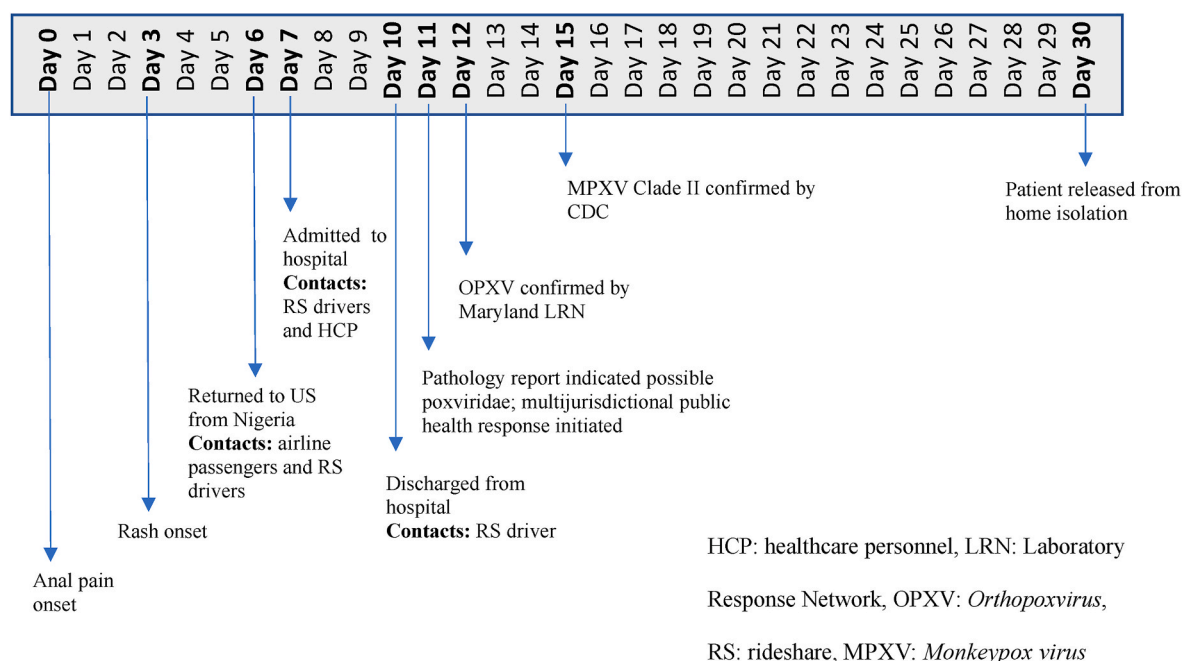 Day 0
Day 1
Day 2
Day 3
Day 4
Day 5
Day 6
Day 7
Day 8
Day 9
Day 10
Day 11
Day 12
Day 13
Day 14
Day 15
Day 16
Day 17
Day 18
Day 19
Day 20
Day 21
Day 22
Day 23
Day 24
Day 25
Day 26
Day 27
Day 28
Day 29
Day 30
Anal pain
onset
Rash onset
Returned to US
from Nigeria
Contacts: airline
passengers and RS
drivers
Admitted to
hospital
Contacts:
RS drivers
and HCP
Discharged from
hospital
Contacts: RS driver
Pathology report indicated possible
poxviridae; multijurisdictional public
health response initiated
OPXV confirmed by
Maryland LRN
MPXV Clade II confirmed by
CDC
Patient released from
home isolation
HCP: healthcare personnel, LRN: Laboratory
Response Network, OPXV: Orthopoxvirus,
RS: rideshare, MPXV: Monkeypox virus